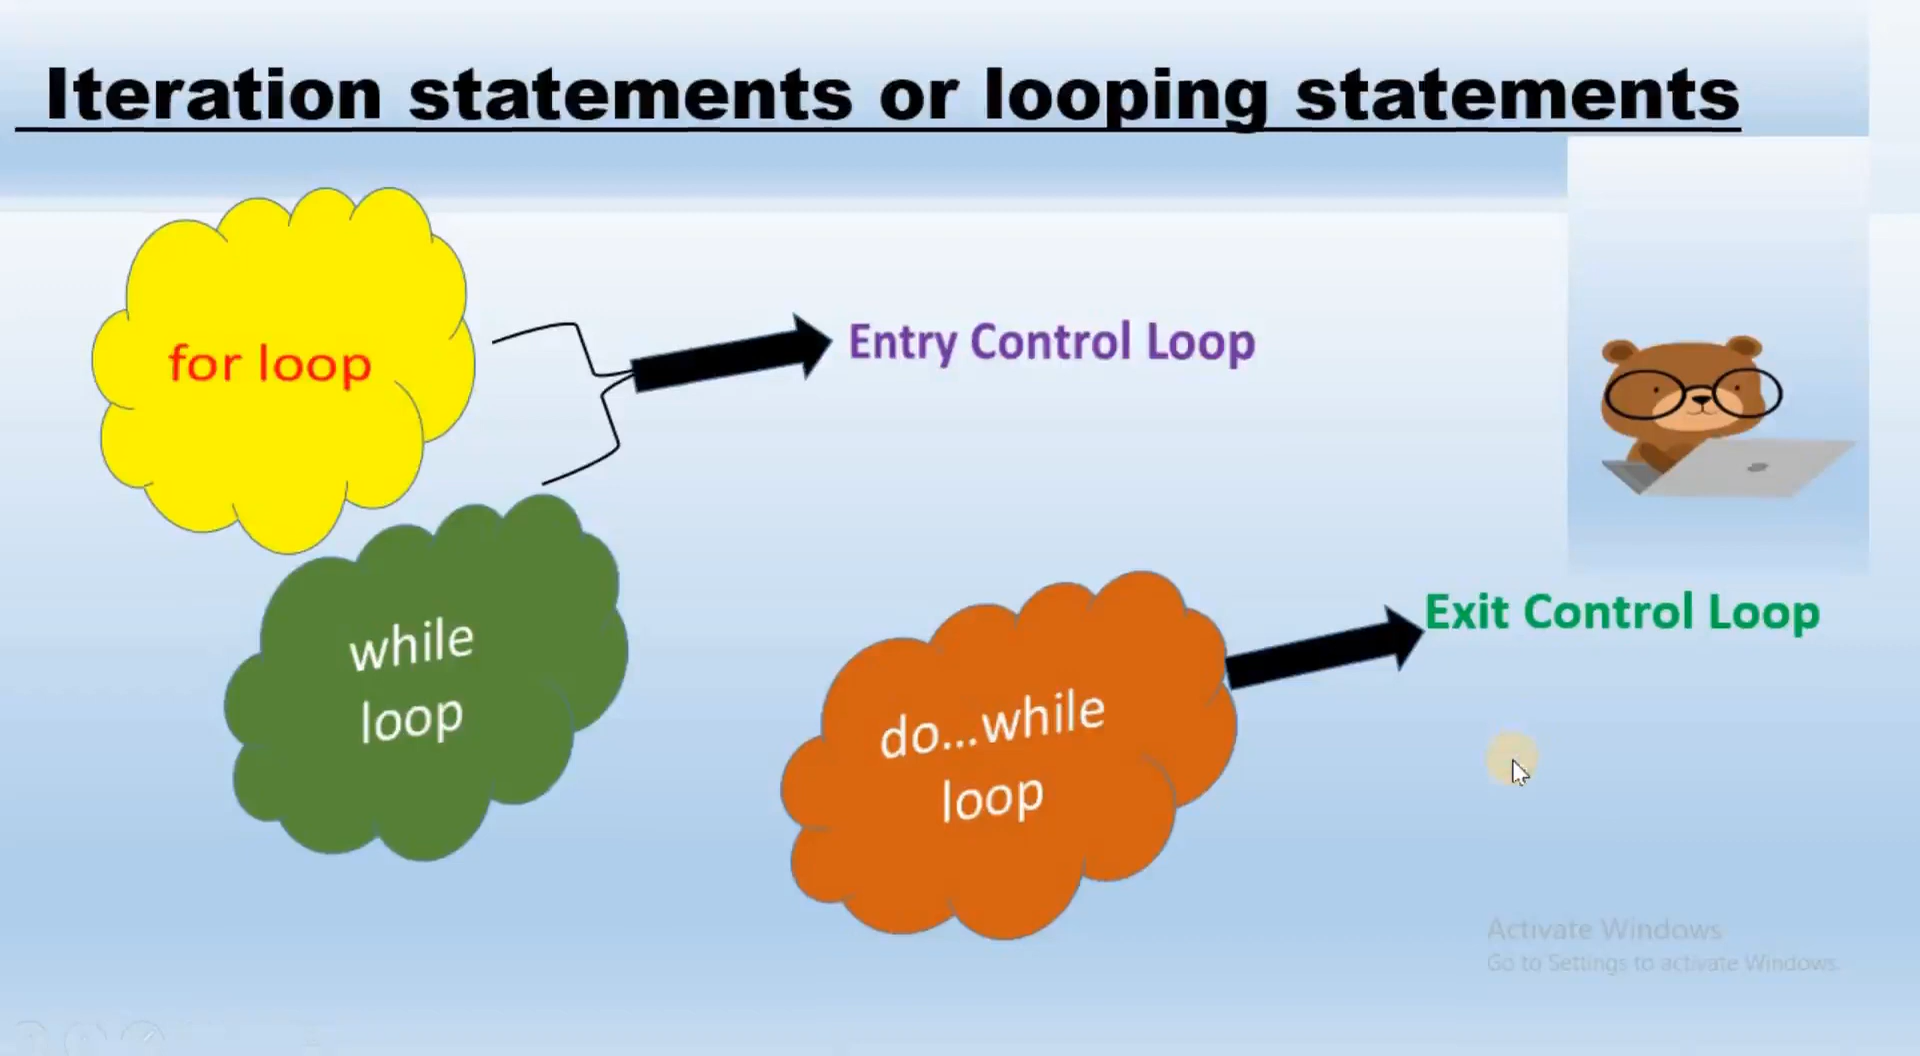 Iteration statements or looping statements
for loop
Entry Control Loop
while
loop
do...while
loop
Exit Control Loop
Activate Windows
Go to Settings to activate Windows.